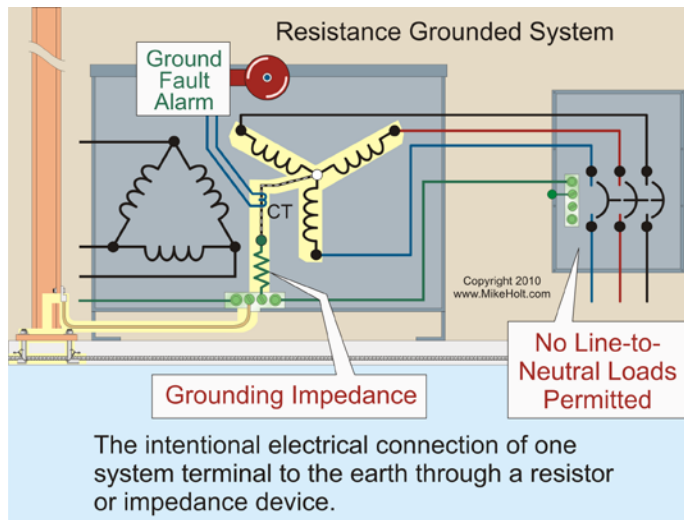 Resistance Grounded System
Ground
Fault
Alarm
CT
Copyright 2010
www.MikeHolt.com
Grounding Impedance
No Line-to-
Neutral Loads
Permitted
The intentional electrical connection of one
system terminal to the earth through a resistor
or impedance device.